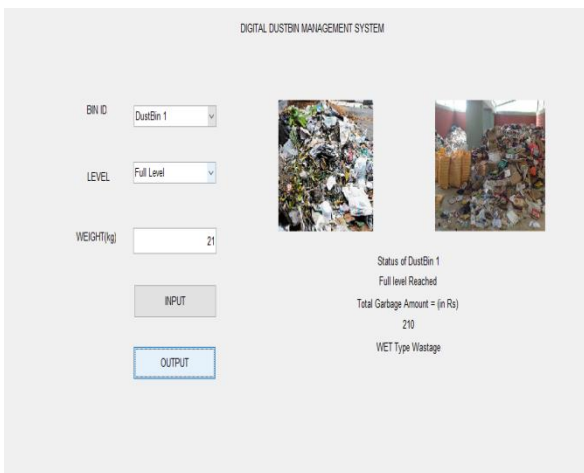 DIGITAL DUSTBIN MANAGEMENT SYSTEM
BIN ID
DustBin 1
LEVEL
Full Level
WEIGHT(kg)
21
INPUT
OUTPUT
Status of DustBin 1
Full level Reached
Total Garbage Amount = (in Rs)
210
WET Type Wastage